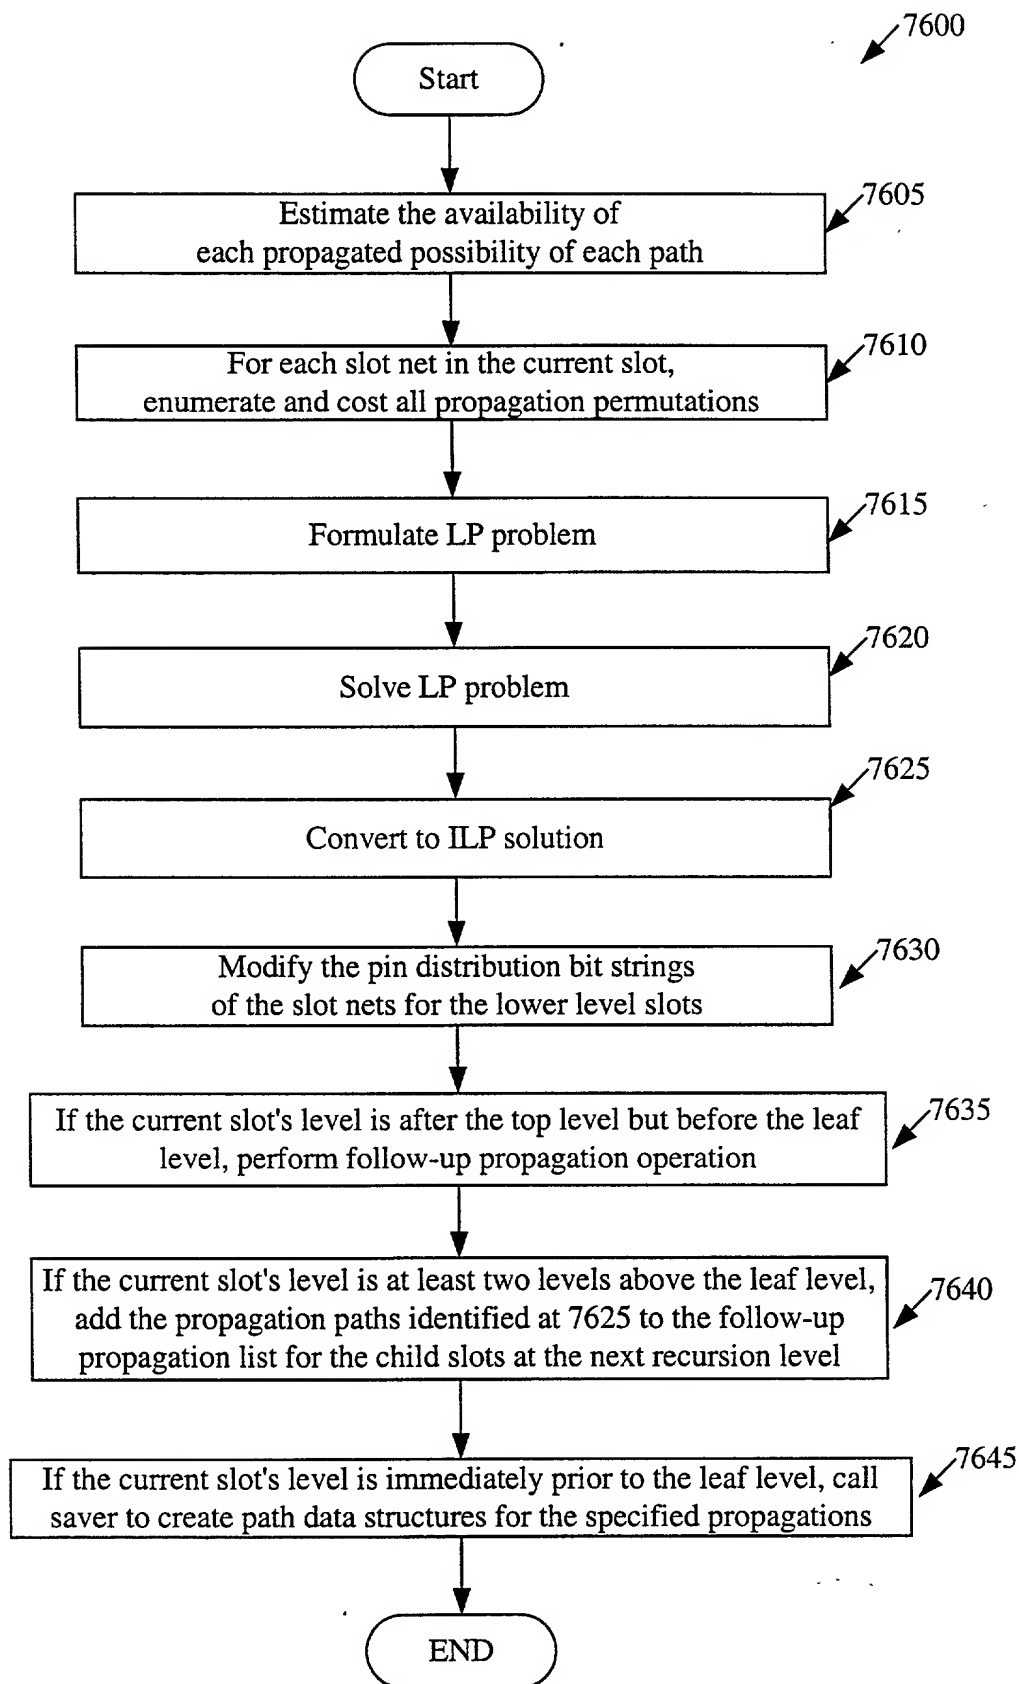 7600
Start
7605
Estimate the availability of
each propagated possibility of each path
7610
For each slot net in the current slot,
enumerate and cost all propagation permutations
7615
Formulate LP problem
7620
Solve LP problem
7625
Convert to ILP solution
7630
Modify the pin distribution bit strings
of the slot nets for the lower level slots
7635
If the current slot's level is after the top level but before the leaf
level, perform follow-up propagation operation
7640
If the current slot's level is at least two levels above the leaf level,
add the propagation paths identified at 7625 to the follow-up
propagation list for the child slots at the next recursion level
7645
If the current slot's level is immediately prior to the leaf level, call
saver to create path data structures for the specified propagations
END